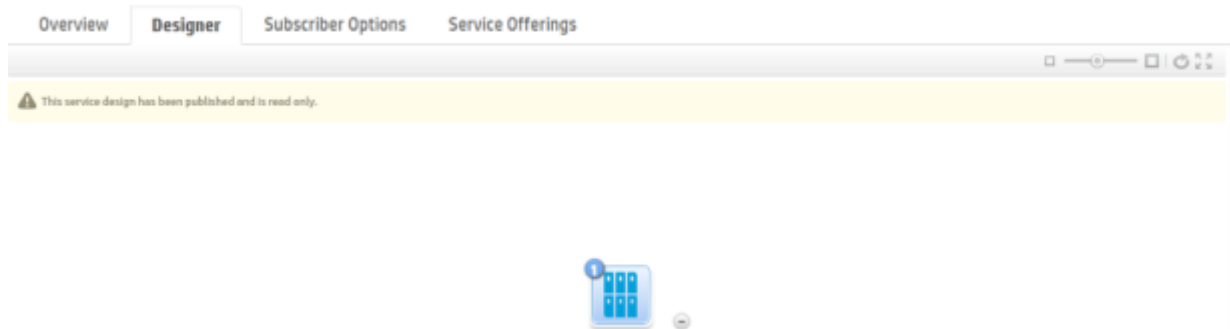 Overview Designer Subscriber Options Service Offerings
This service design has been published and is read only.
1